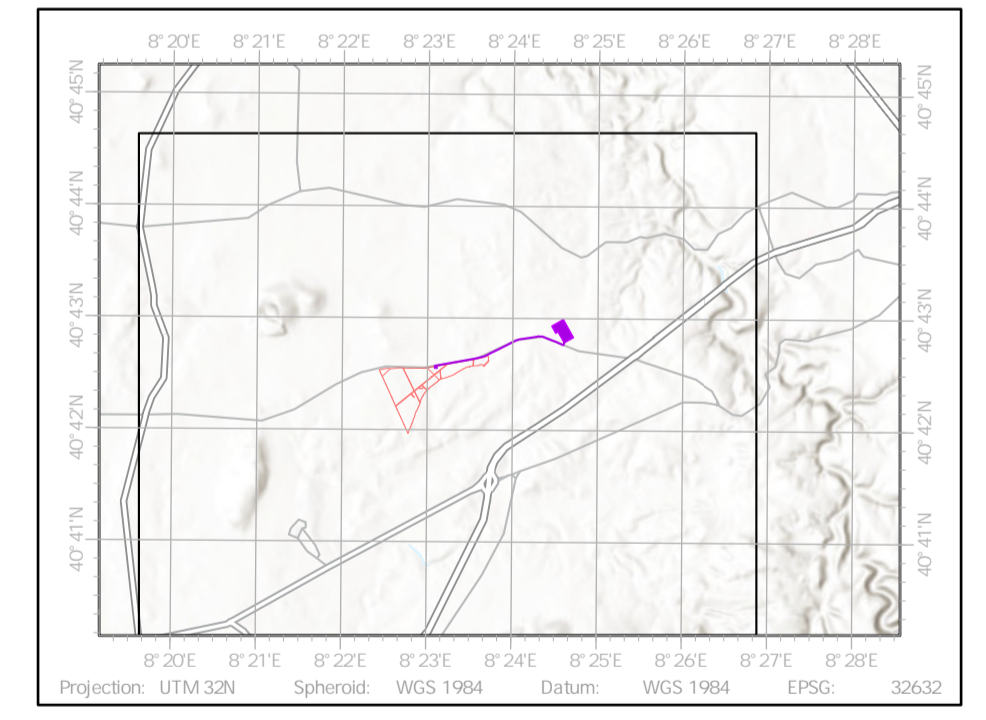 8° 20'E 8° 21'E 8° 22'E 8° 23'E 8° 24'E 8° 25'E 8° 26'E 8° 27'E 8° 28'E
40° 45'N 40° 45'N
40° 44'N 40° 44'N
40° 43'N 40° 43'N
40° 42'N 40° 42'N
40° 41'N 40° 41'N
8° 20'E 8° 21'E 8° 22'E 8° 23'E 8° 24'E 8° 25'E 8° 26'E 8° 27'E 8° 28'E
Projection: UTM 32N Spheroid: WGS 1984 Datum: WGS 1984 EPSG: 32632